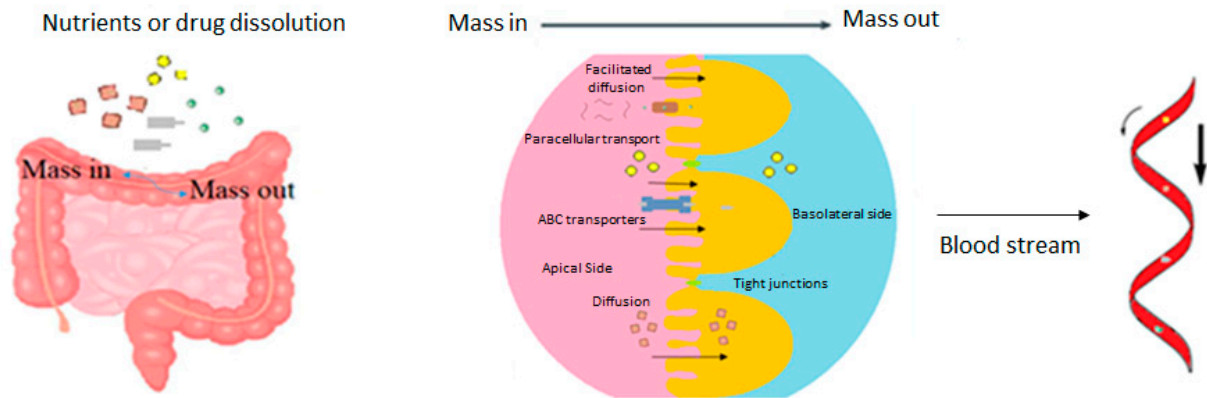 Nutrients or drug dissolution
Mass in
Mass out
Mass in
Mass out
Facilitated
diffusion
Paracellular transport
ABC transporters
Basolateral side
Apical Side
Tight junctions
Diffusion
Blood stream